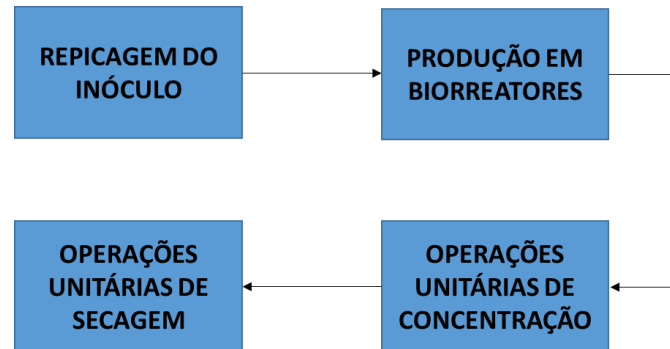 REPICAGEM DO
INÓCULO
PRODUÇÃO EM
BIORREATORES
OPERAÇÕES
UNITÁRIAS DE
SECAGEM
OPERAÇÕES
UNITÁRIAS DE
CONCENTRAÇÃO